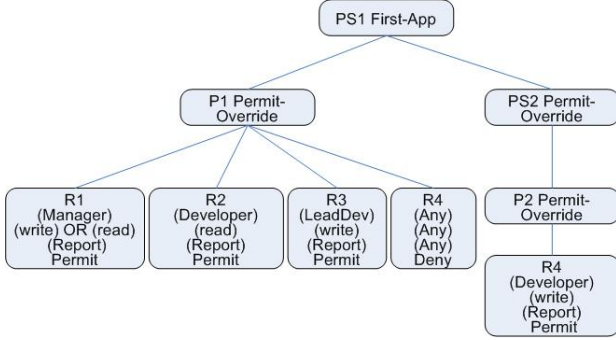 PS1 First-App
P1 Permit-
Override
PS2 Permit-
Override
R1
(Manager)
(write) OR (read)
(Report)
Permit
R2
(Developer)
(read)
(Report)
Permit
R3
(LeadDev)
(write)
(Report)
Permit
R4
(Any)
(Any)
(Any)
Deny
P2 Permit-
Override
R4
(Developer)
(write)
(Report)
Permit